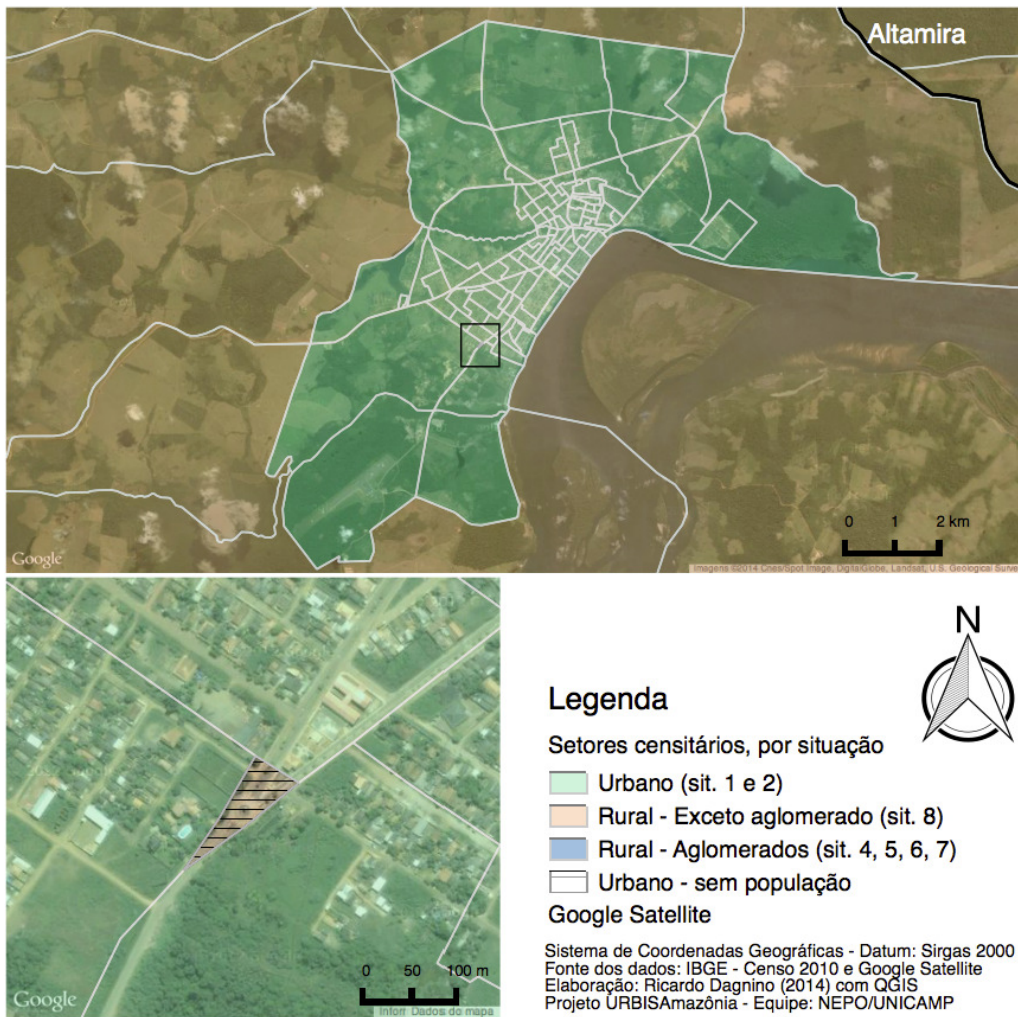 Altamira
0 1 2 km
Google
Imagens ©2014 Cnes/Spot Image, DigitalGlobe, Landsat, U.S. Geological Surve
N
Legenda
Setores censitários, por situação
Urbano (sit. 1 e 2)
Rural - Exceto aglomerado (sit. 8)
Rural - Aglomerados (sit. 4, 5, 6, 7)
Urbano - sem população
Google Satellite
Sistema de Coordenadas Geográficas - Datum: Sirgas 2000
Fonte dos dados: IBGE - Censo 2010 e Google Satellite
Elaboração: Ricardo Dagnino (2014) com QGIS
Projeto URBISAmazônia - Equipe: NEPO/UNICAMP
0 50 100 m
Google
Dados do mapa